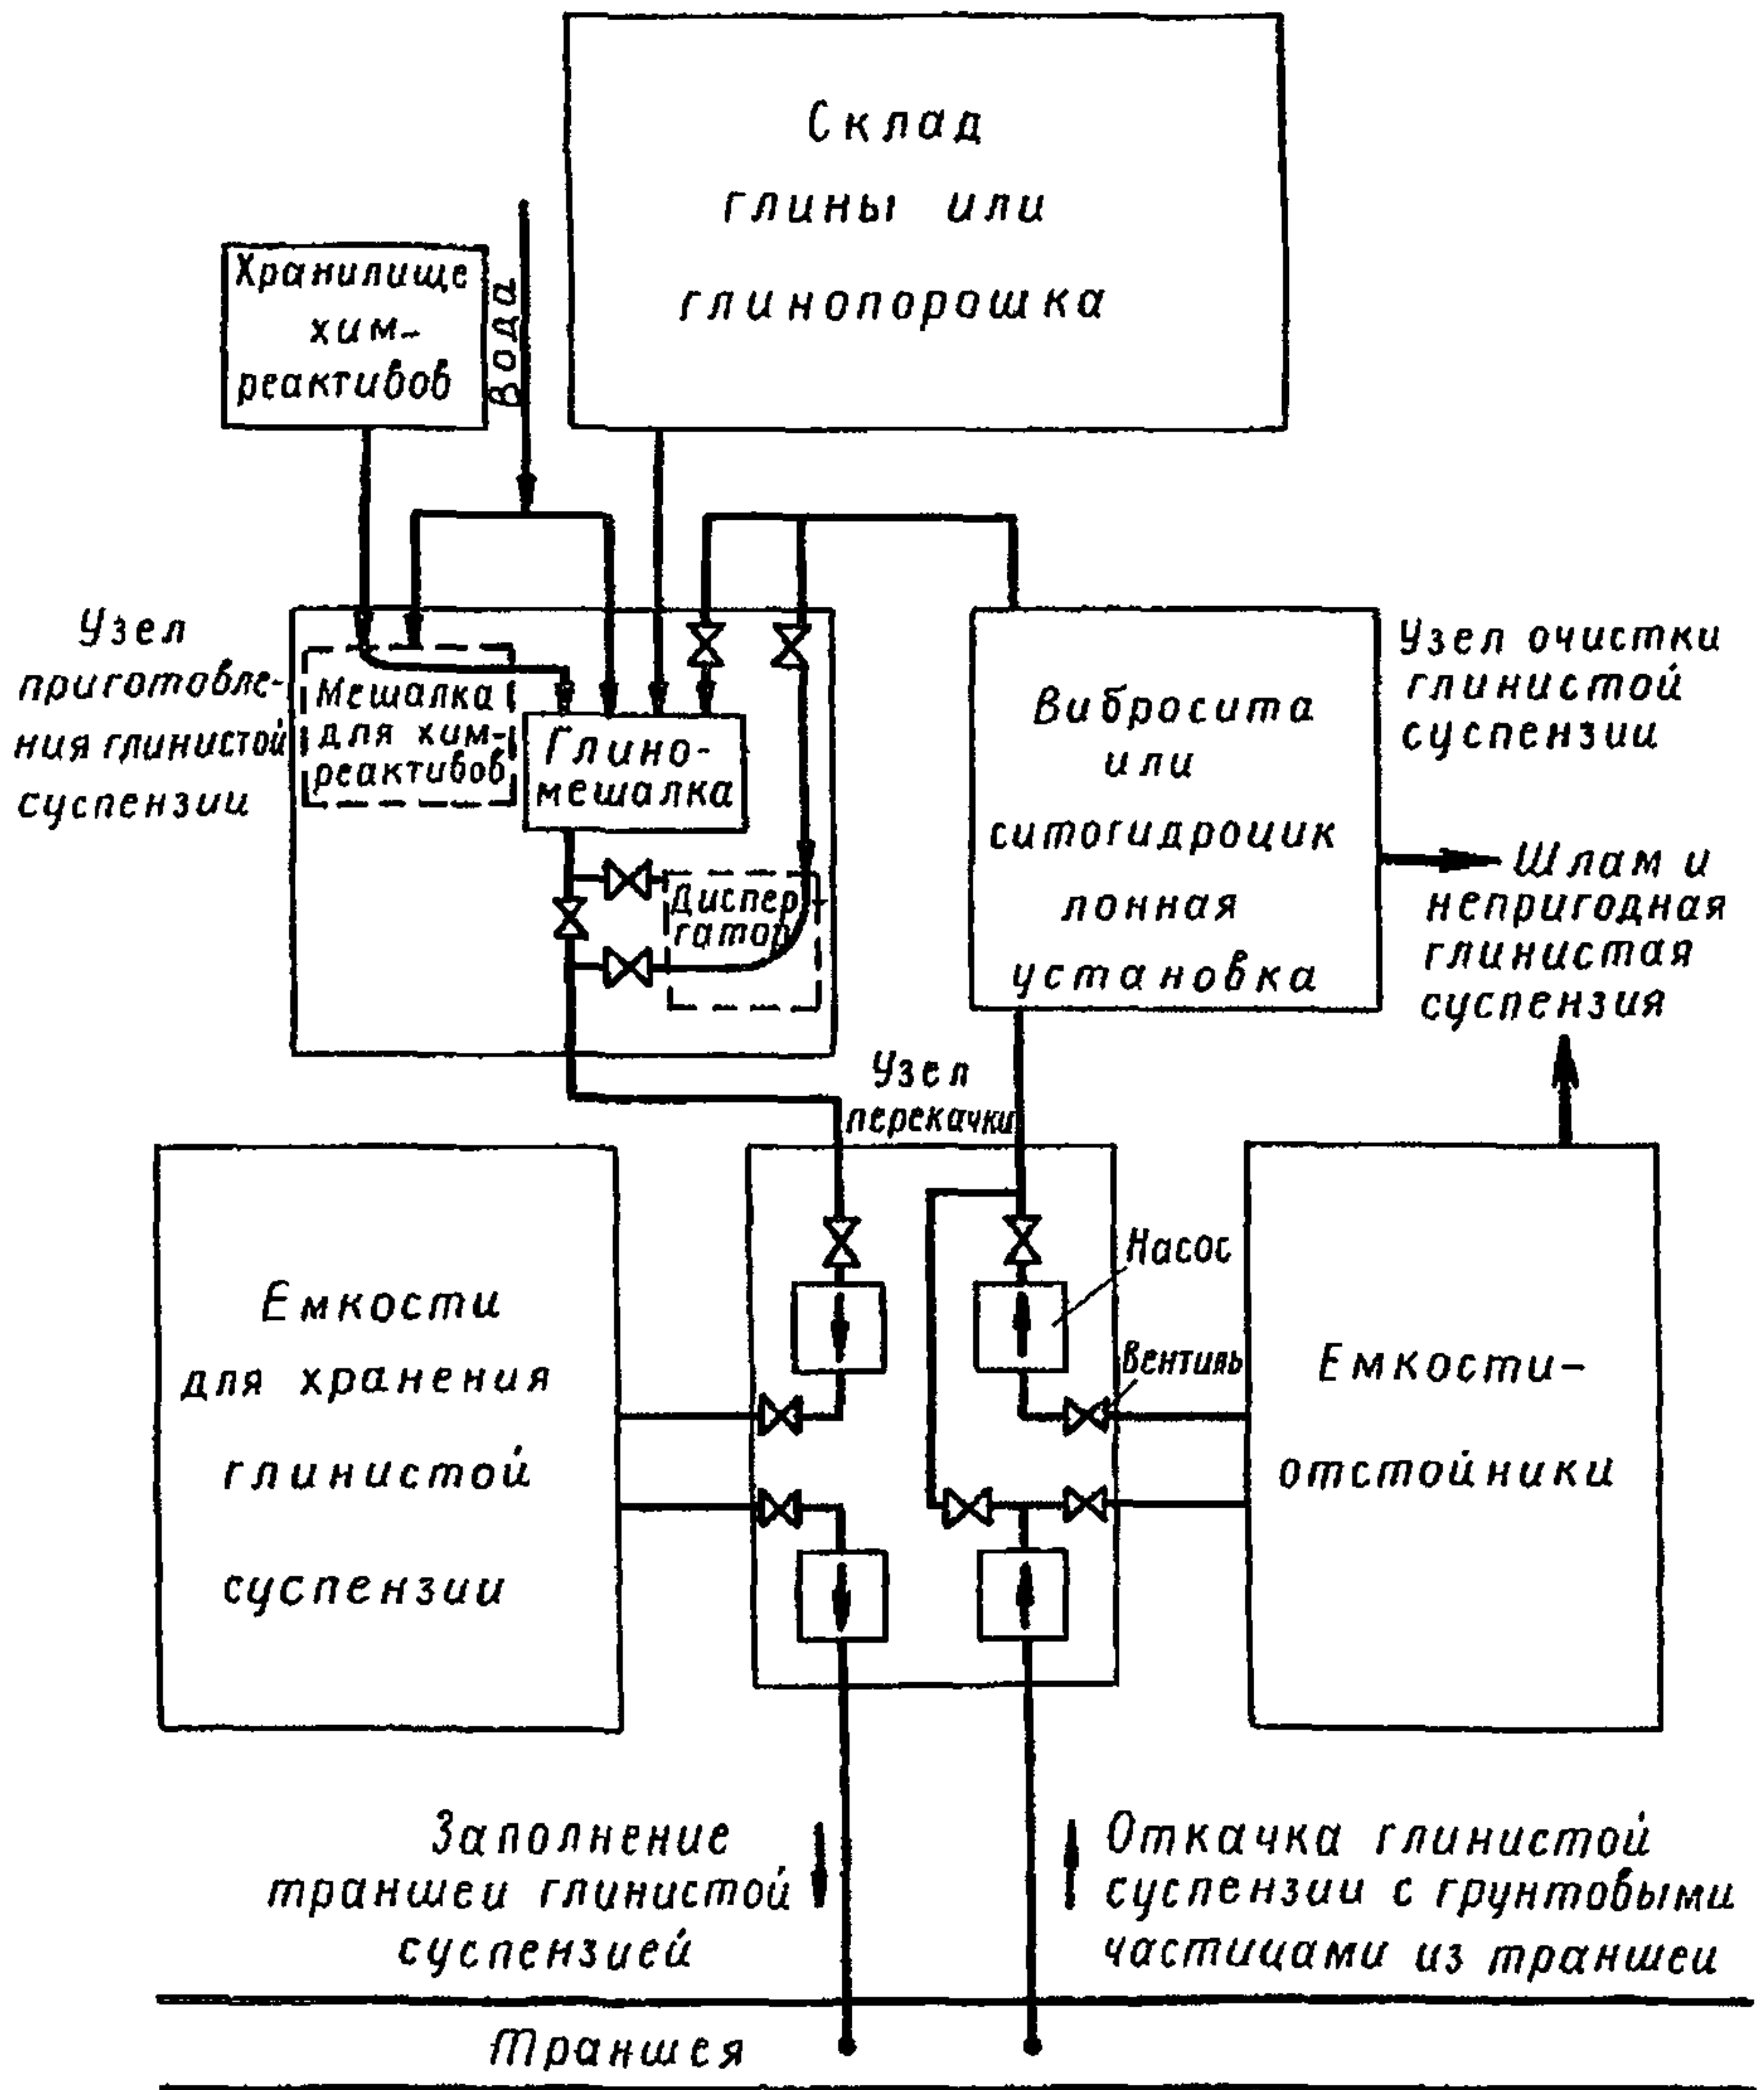 Склад
глины или
глинопорошка
Хранилище
хим-
реактивов
Вода
Узел
приготовле-
ния глинистой
суспензии
Мешалка
для хим-
реактивов
Глино-
мешалка
Диспер-
гатор
Вибросита
или
ситогидроцик
лонная
установка
Узел очистки
глинистой
суспензии
Шлам и
непригодная
глинистая
суспензия
Узел
перекачки
Насос
Вентиль
Емкости
для хранения
глинистой
суспензии
Емкости-
отстойники
Заполнение
траншеи глинистой
суспензией
Откачка глинистой
суспензии с грунтовыми
частицами из траншеи
Траншея